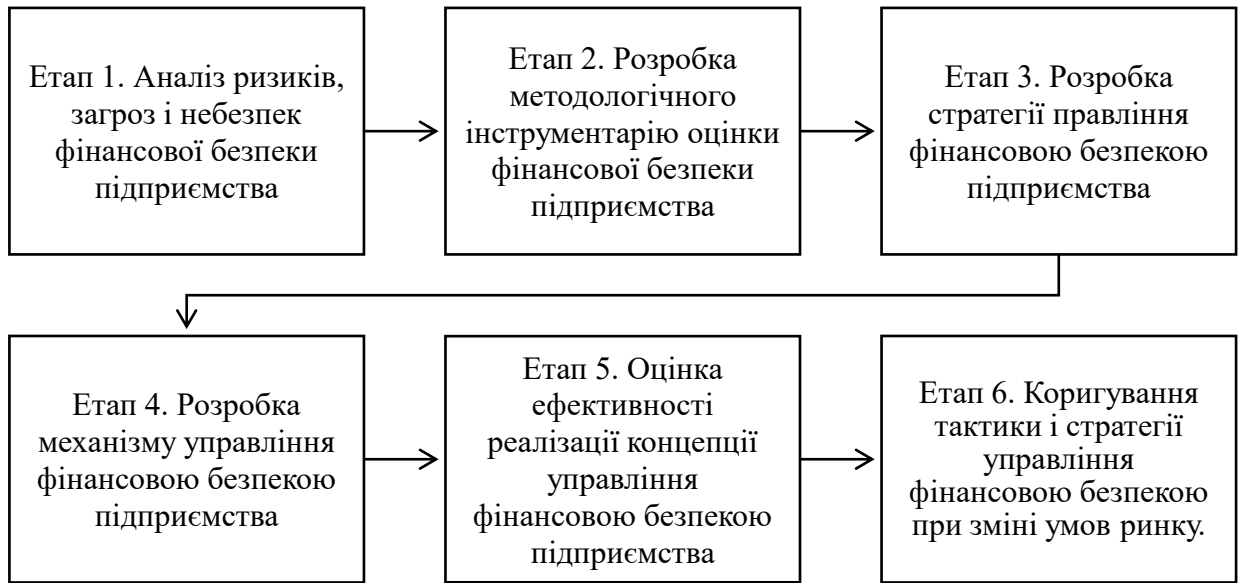 Етап 1. Аналіз ризиків,
загроз і небезпек
фінансової безпеки
підприємства
Етап 2. Розробка
методологічного
інструментарію оцінки
фінансової безпеки
підприємства
Етап 3. Розробка
стратегії правління
фінансовою безпекою
підприємства
Етап 4. Розробка
механізму управління
фінансовою безпекою
підприємства
Етап 5. Оцінка
ефективності
реалізації концепції
управління
фінансовою безпекою
підприємства
Етап 6. Коригування
тактики і стратегії
управління
фінансовою безпекою
при зміні умов ринку.